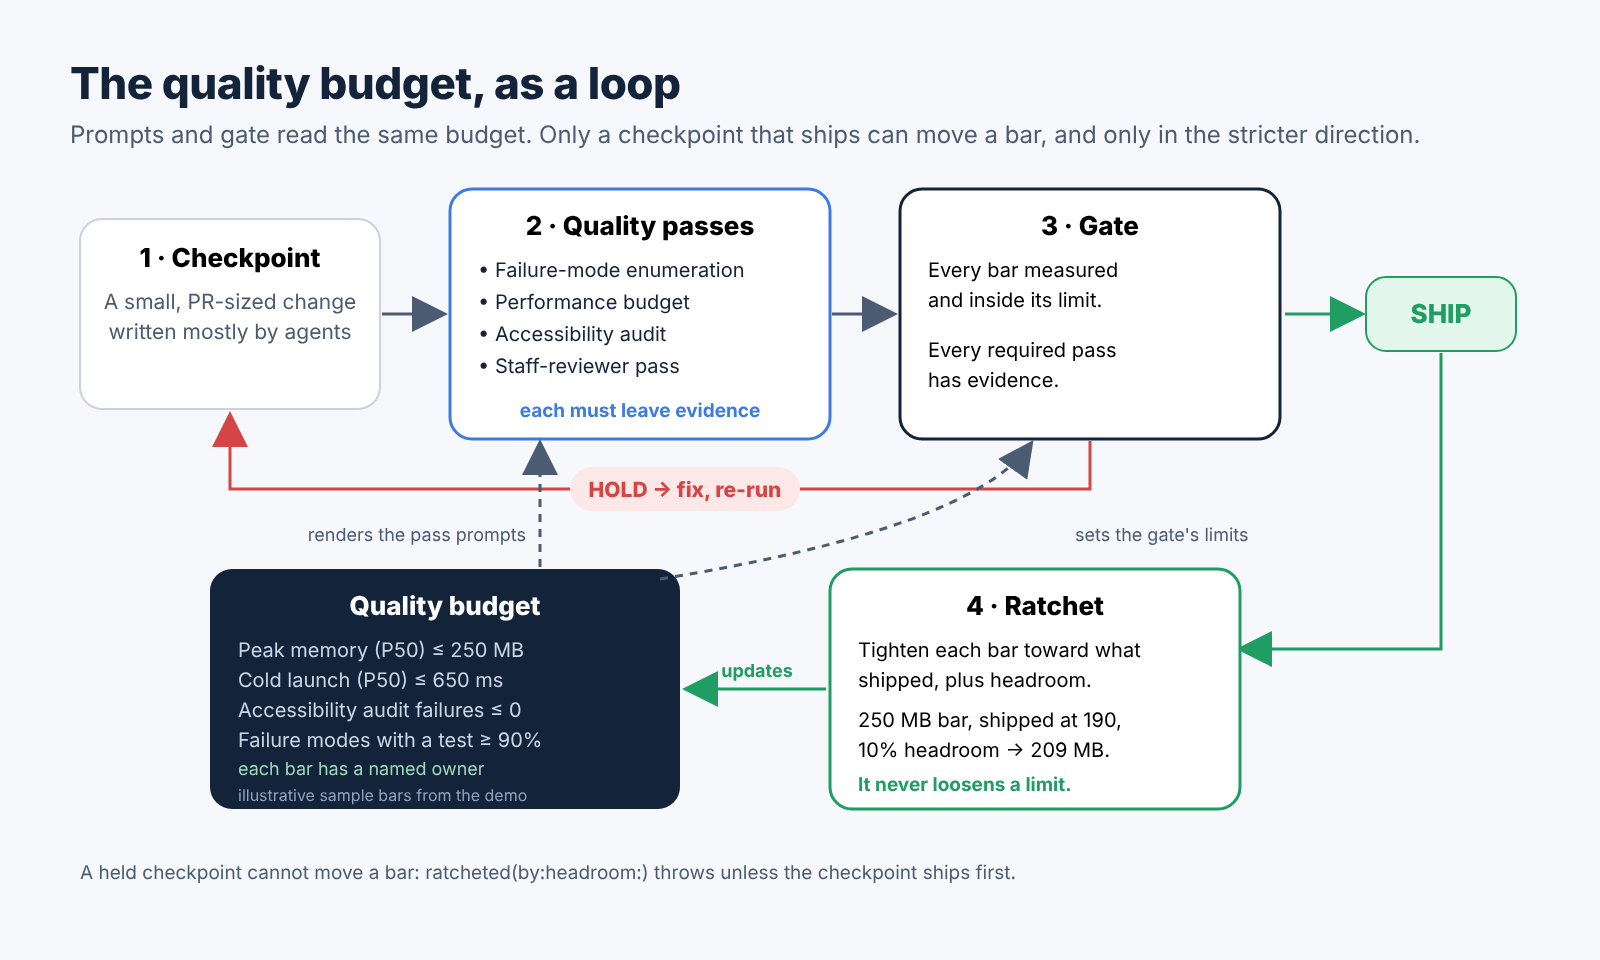 The quality budget, as a loop
Prompts and gate read the same budget. Only a checkpoint that ships can move a bar, and only in the stricter direction.
1 · Checkpoint
A small, PR-sized change
written mostly by agents
2 · Quality passes
• Failure-mode enumeration
• Performance budget
• Accessibility audit
• Staff-reviewer pass
each must leave evidence
3 · Gate
Every bar measured
and inside its limit.
Every required pass
has evidence.
SHIP
HOLD → fix, re-run
renders the pass prompts
sets the gate's limits
Quality budget
Peak memory (P50) ≤ 250 MB
Cold launch (P50) ≤ 650 ms
Accessibility audit failures ≤ 0
Failure modes with a test ≥ 90%
each bar has a named owner
illustrative sample bars from the demo
updates
4 · Ratchet
Tighten each bar toward what
shipped, plus headroom.
250 MB bar, shipped at 190,
10% headroom → 209 MB.
It never loosens a limit.
A held checkpoint cannot move a bar: ratcheted(by:headroom:) throws unless the checkpoint ships first.